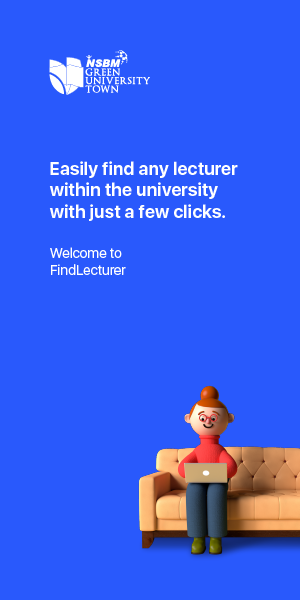 NSBM
GREEN
UNIVERSITY
TOWN
Easily find any lecturer
within the university
with just a few clicks.
Welcome to
FindLecturer